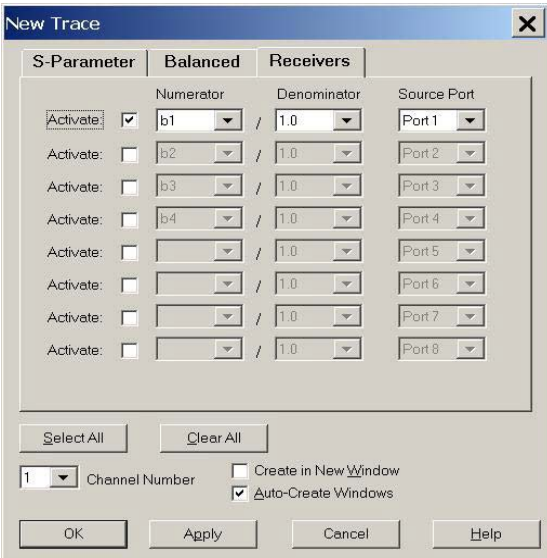 New Trace
S-Parameter Balanced Receivers
Numerator Denominator Source Port
Activate: b1 / 1.0 Port 1
Activate: b2 / 1.0 Port 2
Activate: b3 / 1.0 Port 3
Activate: b4 / 1.0 Port 4
Activate: / 1.0 Port 5
Activate: / 1.0 Port 6
Activate: / 1.0 Port 7
Activate: / 1.0 Port 8
Select All Clear All
1 Channel Number
Create in New Window
Auto-Create Windows
OK Apply Cancel Help